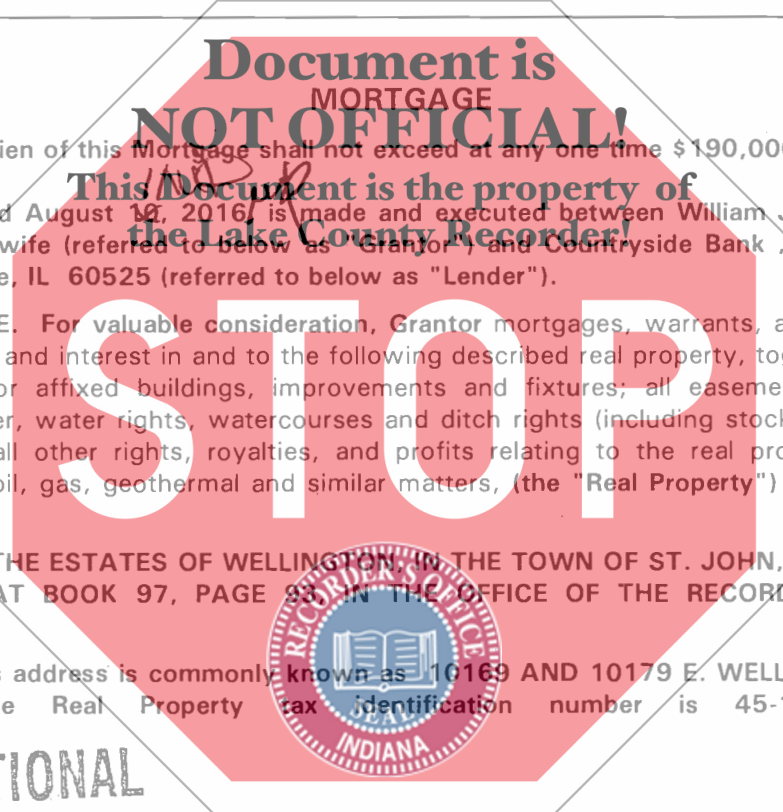 Document is
MORTGAGE
NOT OFFICIAL!
ien of this Mortgage shall not exceed at any one time $190,00
This Document is the property of
d August 12, 2016, is made and executed between William
the Lake County Recorder!
wife (referred to below as "Grantor") and Countryside Bank ,
e, IL 60525 (referred to below as "Lender").
E. For valuable consideration, Grantor mortgages, warrants, a
and interest in and to the following described real property, to
or affixed buildings, improvements and fixtures; all easeme
er, water rights, watercourses and ditch rights (including stock
all other rights, royalties, and profits relating to the real pro
oil, gas, geothermal and similar matters, (the "Real Property")
STOP
THE ESTATES OF WELLINGTON, IN THE TOWN OF ST. JOHN,
AT BOOK 97, PAGE 93, IN THE OFFICE OF THE RECORD
RECORDER'S OFFICE
s address is commonly known as 10169 AND 10179 E. WELL
e Real Property tax identification number is 45-1
SEAL
INDIANA
TIONAL